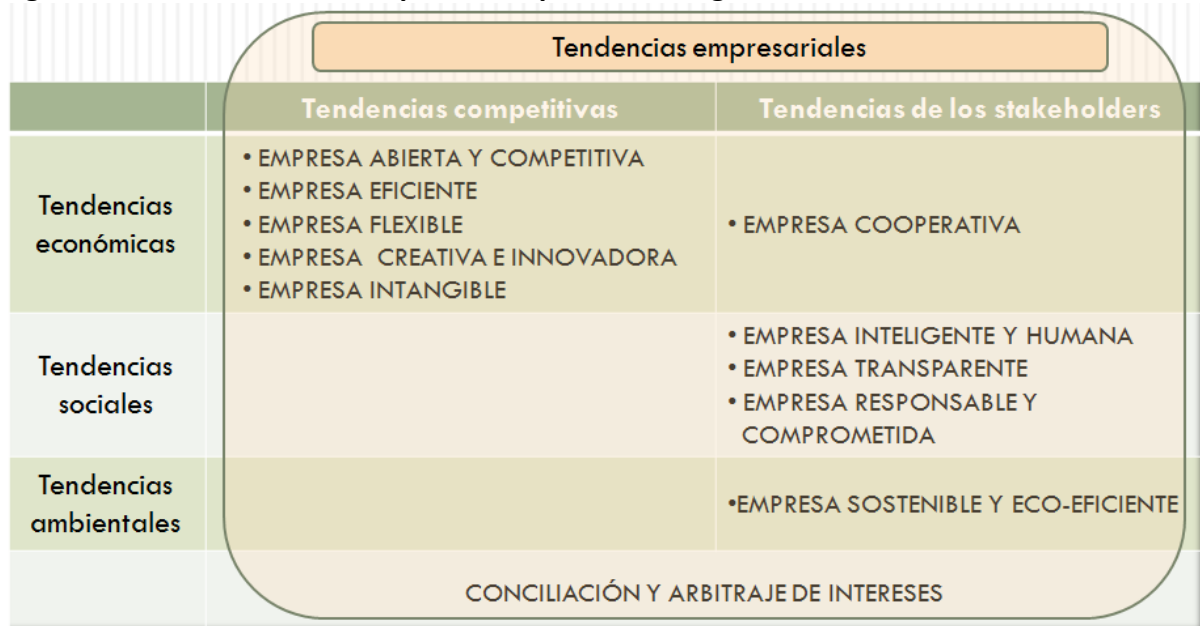 Tendencias empresariales
Tendencias competitivas
Tendencias de los stakeholders
Tendencias
económicas
• EMPRESA ABIERTA Y COMPETITIVA
• EMPRESA EFICIENTE
• EMPRESA FLEXIBLE
• EMPRESA CREATIVA E INNOVADORA
• EMPRESA INTANGIBLE
• EMPRESA COOPERATIVA
Tendencias
sociales
• EMPRESA INTELIGENTE Y HUMANA
• EMPRESA TRANSPARENTE
• EMPRESA RESPONSABLE Y
COMPROMETIDA
Tendencias
ambientales
•EMPRESA SOSTENIBLE Y ECO-EFICIENTE
CONCILIACIÓN Y ARBITRAJE DE INTERESES